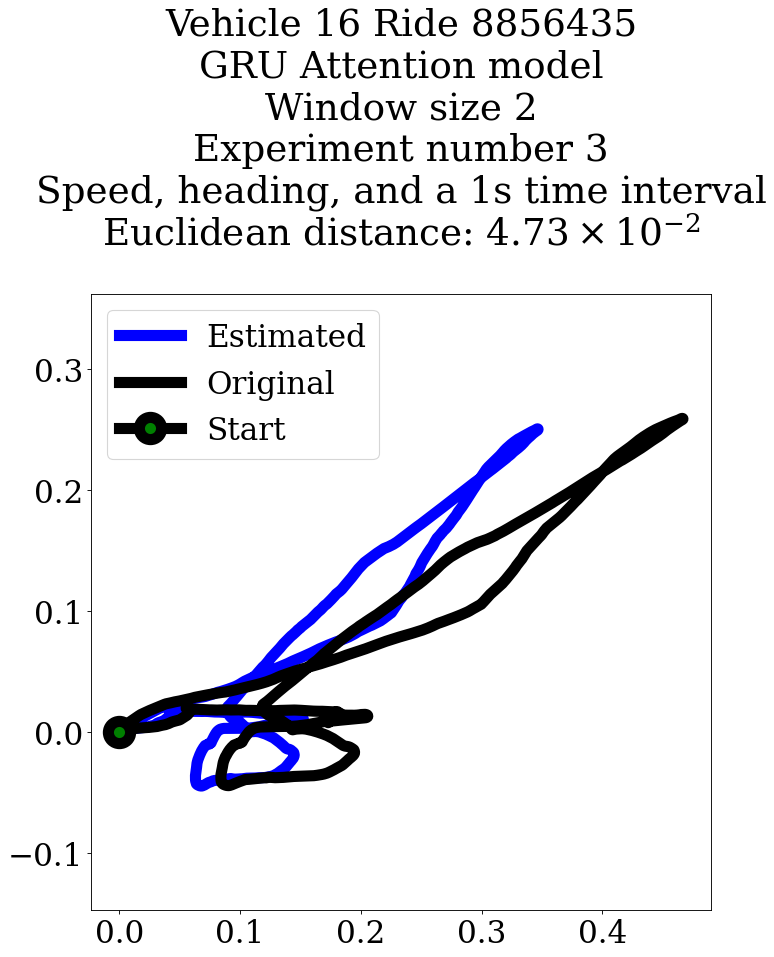 Vehicle 16 Ride 8856435
GRU Attention model
Window size 2
Experiment number 3
Speed, heading, and a 1s time interval
Euclidean distance: 4.73 × 10⁻²
Estimated
Original
Start
0.3
0.2
0.1
0.0
−0.1
0.0 0.1 0.2 0.3 0.4